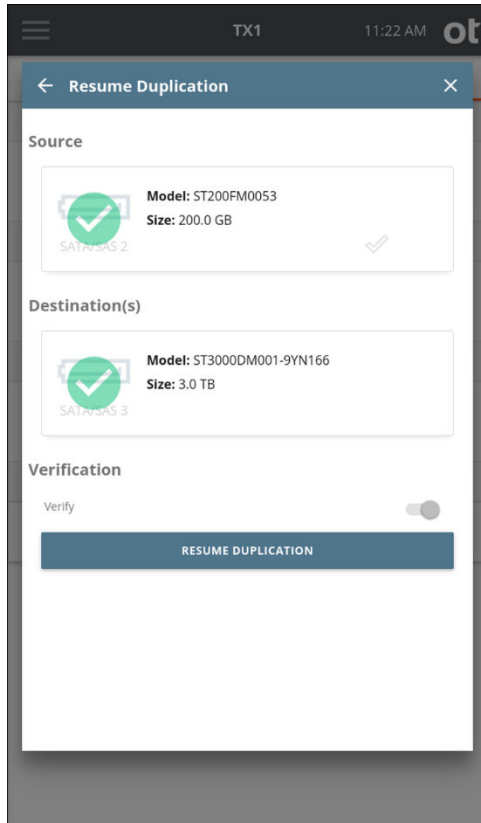 TX1
11:22 AM
ot
Resume Duplication
Source
Model: ST200FM0053
Size: 200.0 GB
SATA/SAS 2
Destination(s)
Model: ST3000DM001-9YN166
Size: 3.0 TB
SATA/SAS 3
Verification
Verify
RESUME DUPLICATION